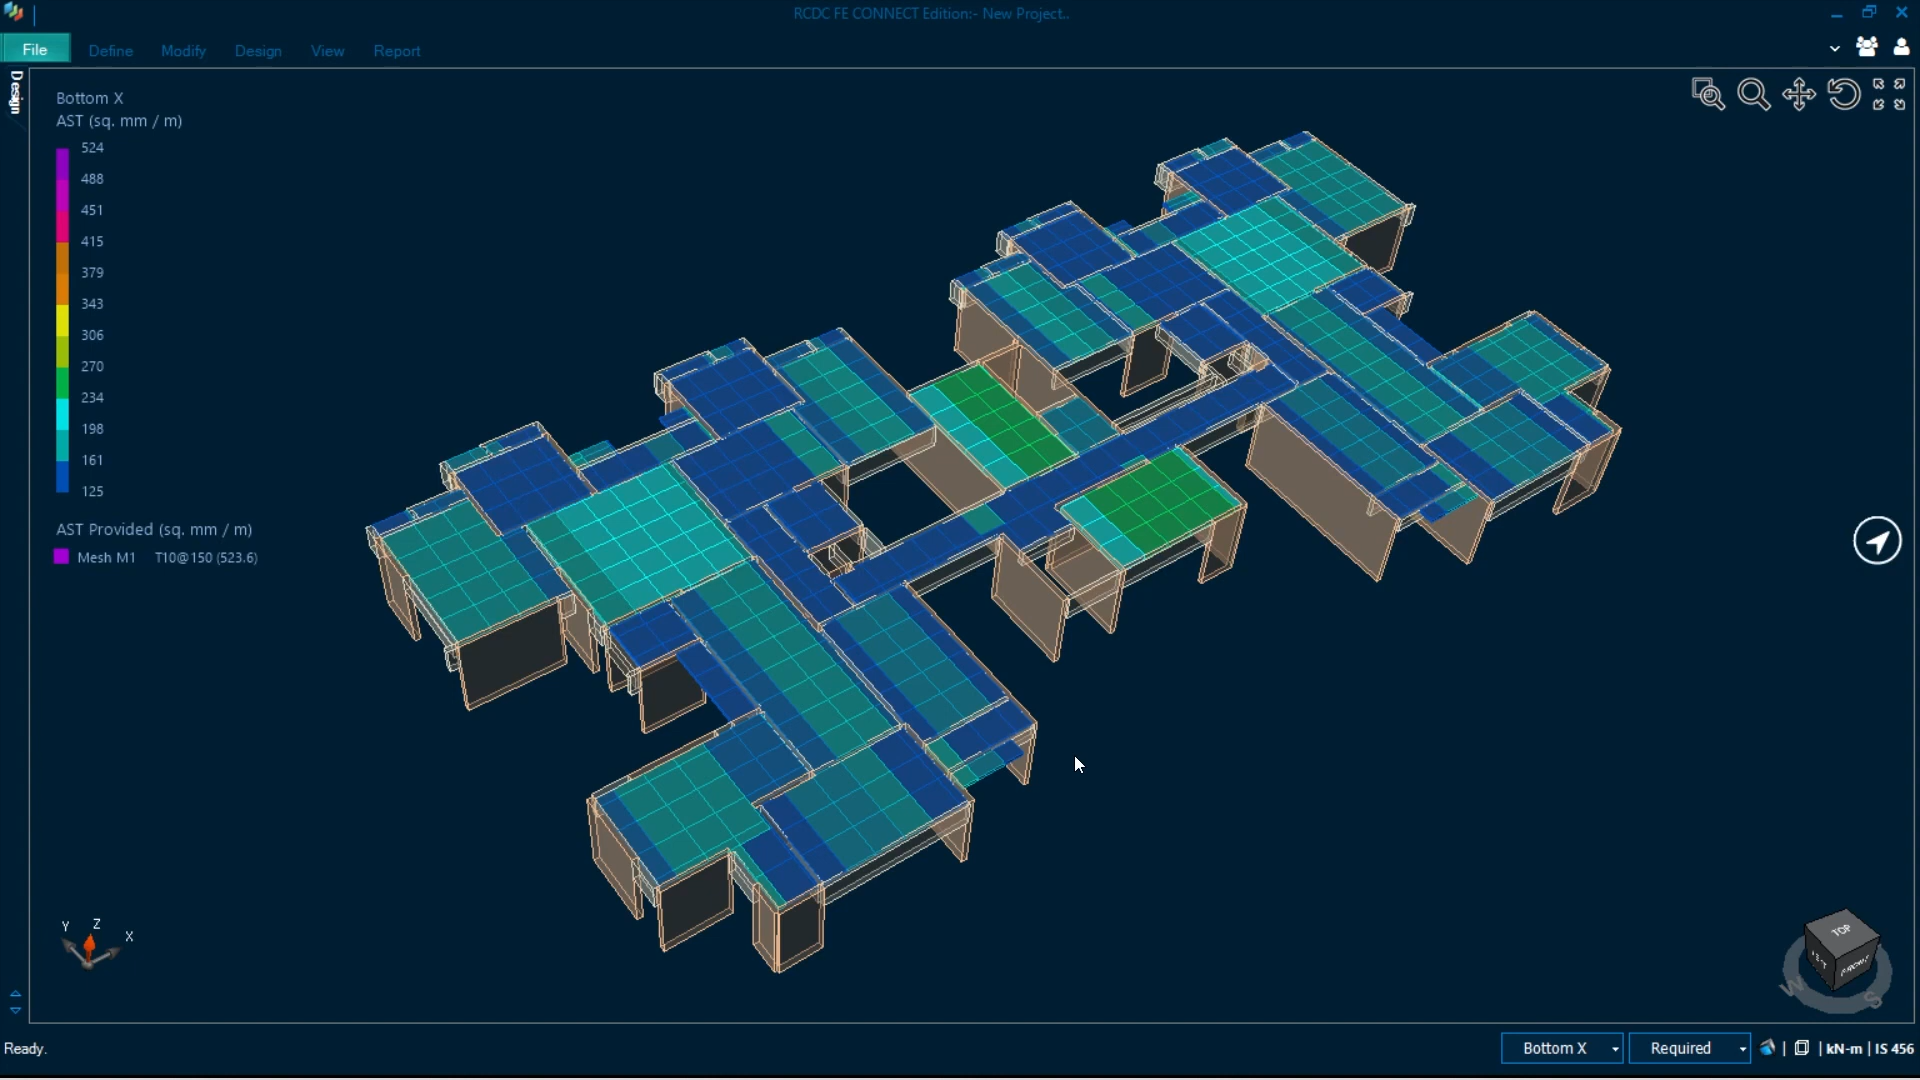 RCDC FE CONNECT Edition:- New Project..
File Define Modify Design View Report
Design
Bottom X
AST (sq. mm / m)
524
488
451
415
379
343
306
270
234
198
161
125
AST Provided (sq. mm / m)
Mesh M1 T10@150 (523.6)
Y Z X
TOP
LEFT FRONT
W S
Ready.
Bottom X Required kN-m | IS 456